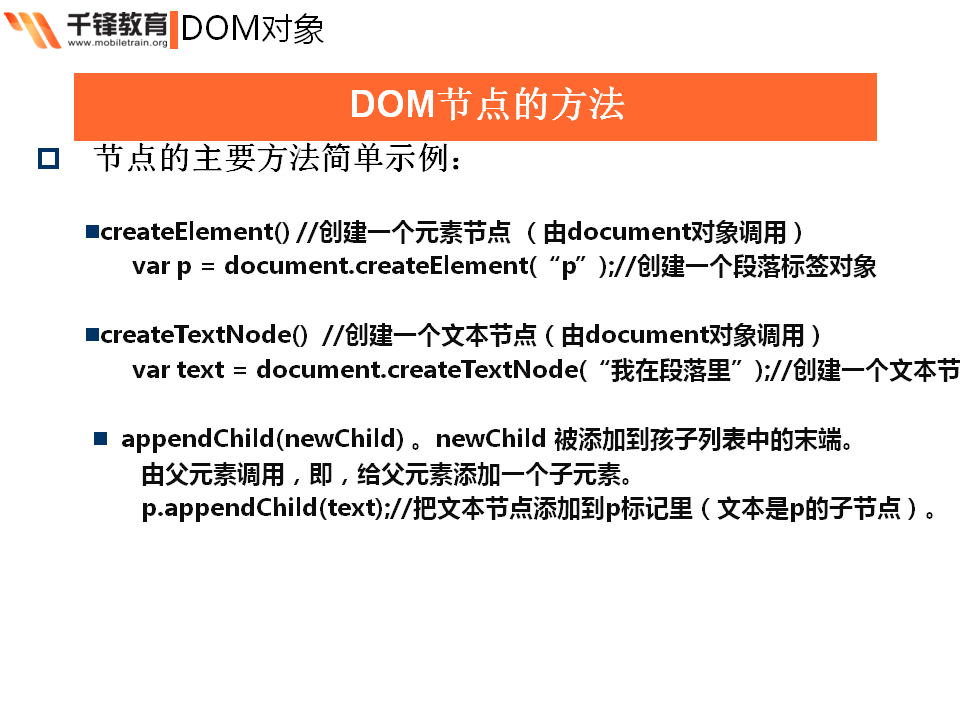 千锋教育
www.mobiletrain.org
DOM对象
DOM节点的方法
节点的主要方法简单示例：
createElement() //创建一个元素节点 （由document对象调用）
var p = document.createElement(“p”);//创建一个段落标签对象
createTextNode() //创建一个文本节点（由document对象调用）
var text = document.createTextNode(“我在段落里”);//创建一个文本节
appendChild(newChild) 。newChild 被添加到孩子列表中的末端。
由父元素调用，即，给父元素添加一个子元素。
p.appendChild(text);//把文本节点添加到p标记里（文本是p的子节点）。